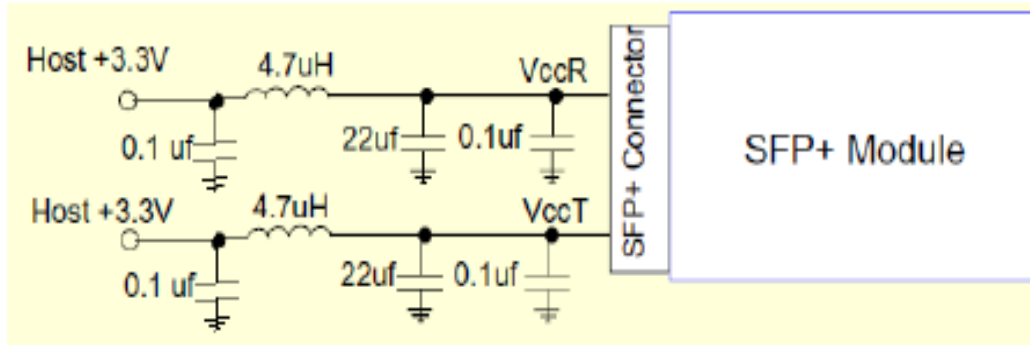 Host +3.3V
4.7uH
VccR
0.1 uf
22uf
0.1uf
Host +3.3V
4.7uH
VccT
0.1 uf
22uf
0.1uf
SFP+ Connector
SFP+ Module